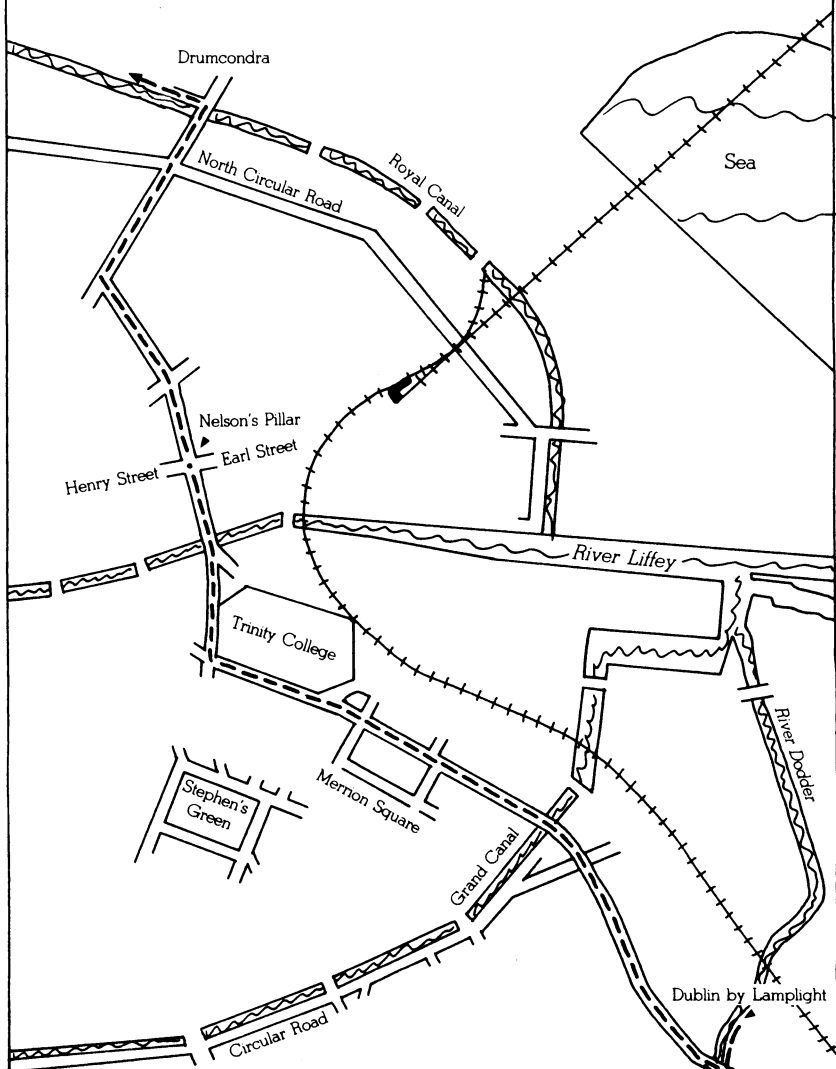 Drumcondra
North Circular Road
Royal Canal
Sea
Nelson's Pillar
Henry Street
Earl Street
River Liffey
Trinity College
River Dodder
Merrion Square
Stephen's
Green
Grand Canal
Dublin by Lamplight
Circular Road